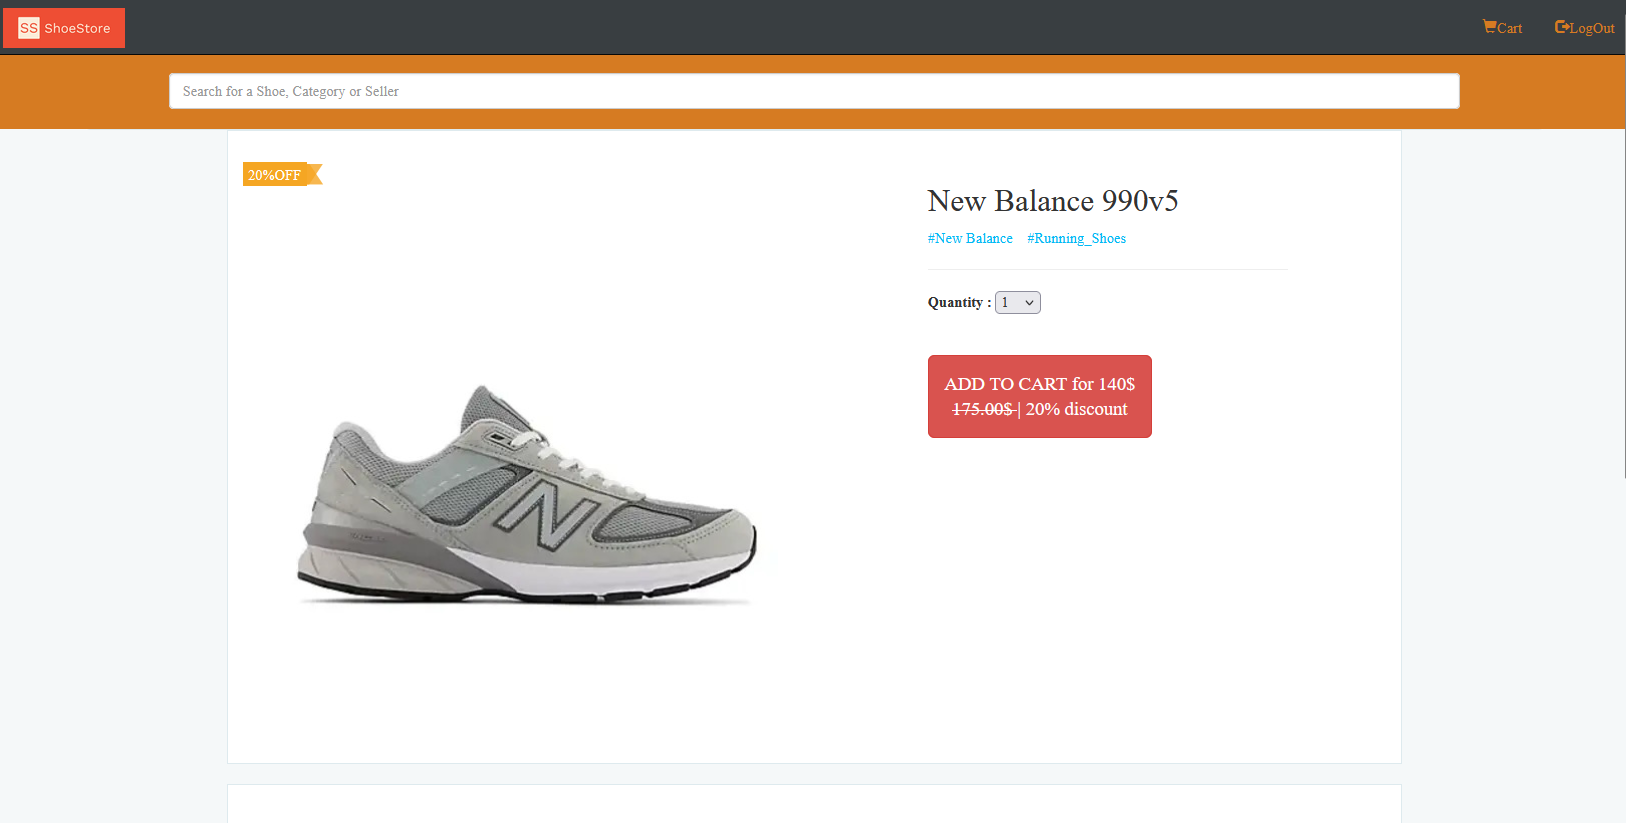 SS ShoeStore
Cart
LogOut
Search for a Shoe, Category or Seller
20%OFF
New Balance 990v5
#New Balance #Running_Shoes
Quantity : 1
ADD TO CART for 140$
175.00$ | 20% discount
N